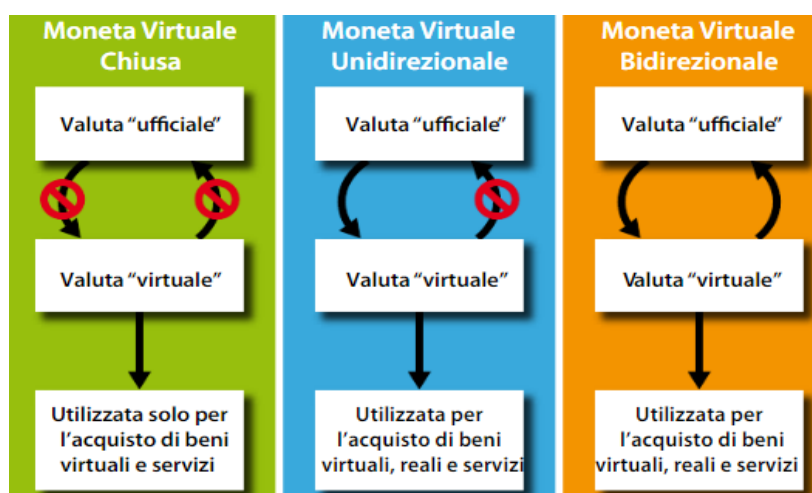 Moneta Virtuale
Chiusa
Valuta “ufficiale”
Valuta “virtuale”
Utilizzata solo per
l’acquisto di beni
virtuali e servizi
Moneta Virtuale
Unidirezionale
Valuta “ufficiale”
Valuta “virtuale”
Utilizzata per
l’acquisto di beni
virtuali, reali e servizi
Moneta Virtuale
Bidirezionale
Valuta “ufficiale”
Valuta “virtuale”
Utilizzata per
l’acquisto di beni
virtuali, reali e servizi